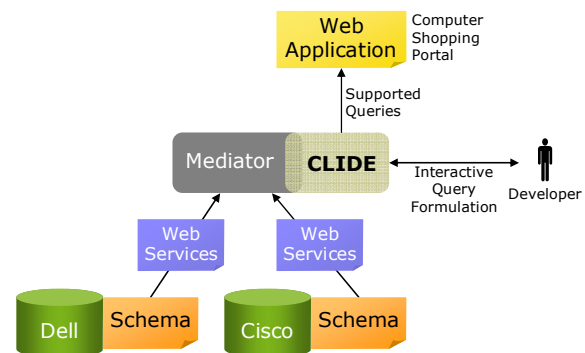 Web
Application
Computer
Shopping
Portal
Supported
Queries
Mediator
CLIDE
Interactive
Query
Formulation
Developer
Web
Services
Web
Services
Dell
Schema
Cisco
Schema